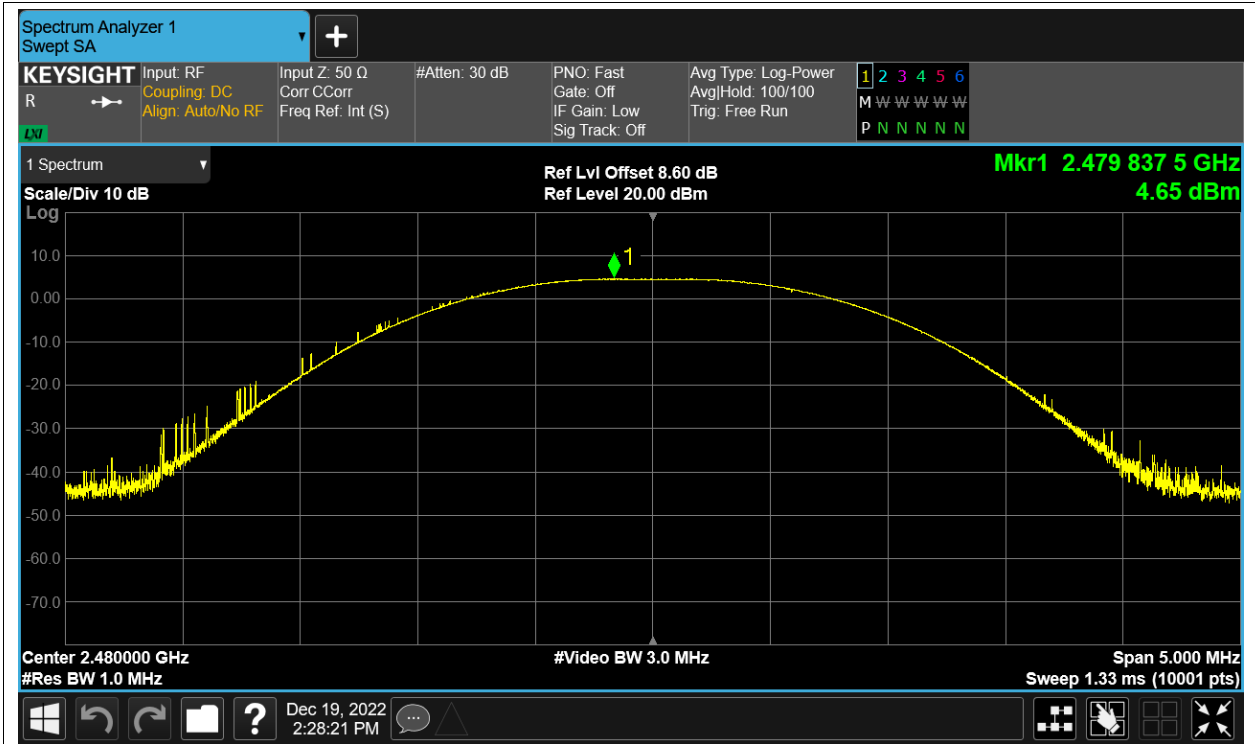 Spectrum Analyzer 1
Swept SA
+
KEYSIGHT
R
LXI
Input: RF
Coupling: DC
Align: Auto/No RF
Input Z: 50 Ω
Corr CCorr
Freq Ref: Int (S)
#Atten: 30 dB
PNO: Fast
Gate: Off
IF Gain: Low
Sig Track: Off
Avg Type: Log-Power
Avg|Hold: 100/100
Trig: Free Run
1 2 3 4 5 6
M W W W W W
P N N N N N
1 Spectrum
Scale/Div 10 dB
Log
Ref Lvl Offset 8.60 dB
Ref Level 20.00 dBm
Mkr1 2.479 837 5 GHz
4.65 dBm
1
10.0
0.00
-10.0
-20.0
-30.0
-40.0
-50.0
-60.0
-70.0
Center 2.480000 GHz
#Res BW 1.0 MHz
#Video BW 3.0 MHz
Span 5.000 MHz
Sweep 1.33 ms (10001 pts)
?
Dec 19, 2022
2:28:21 PM